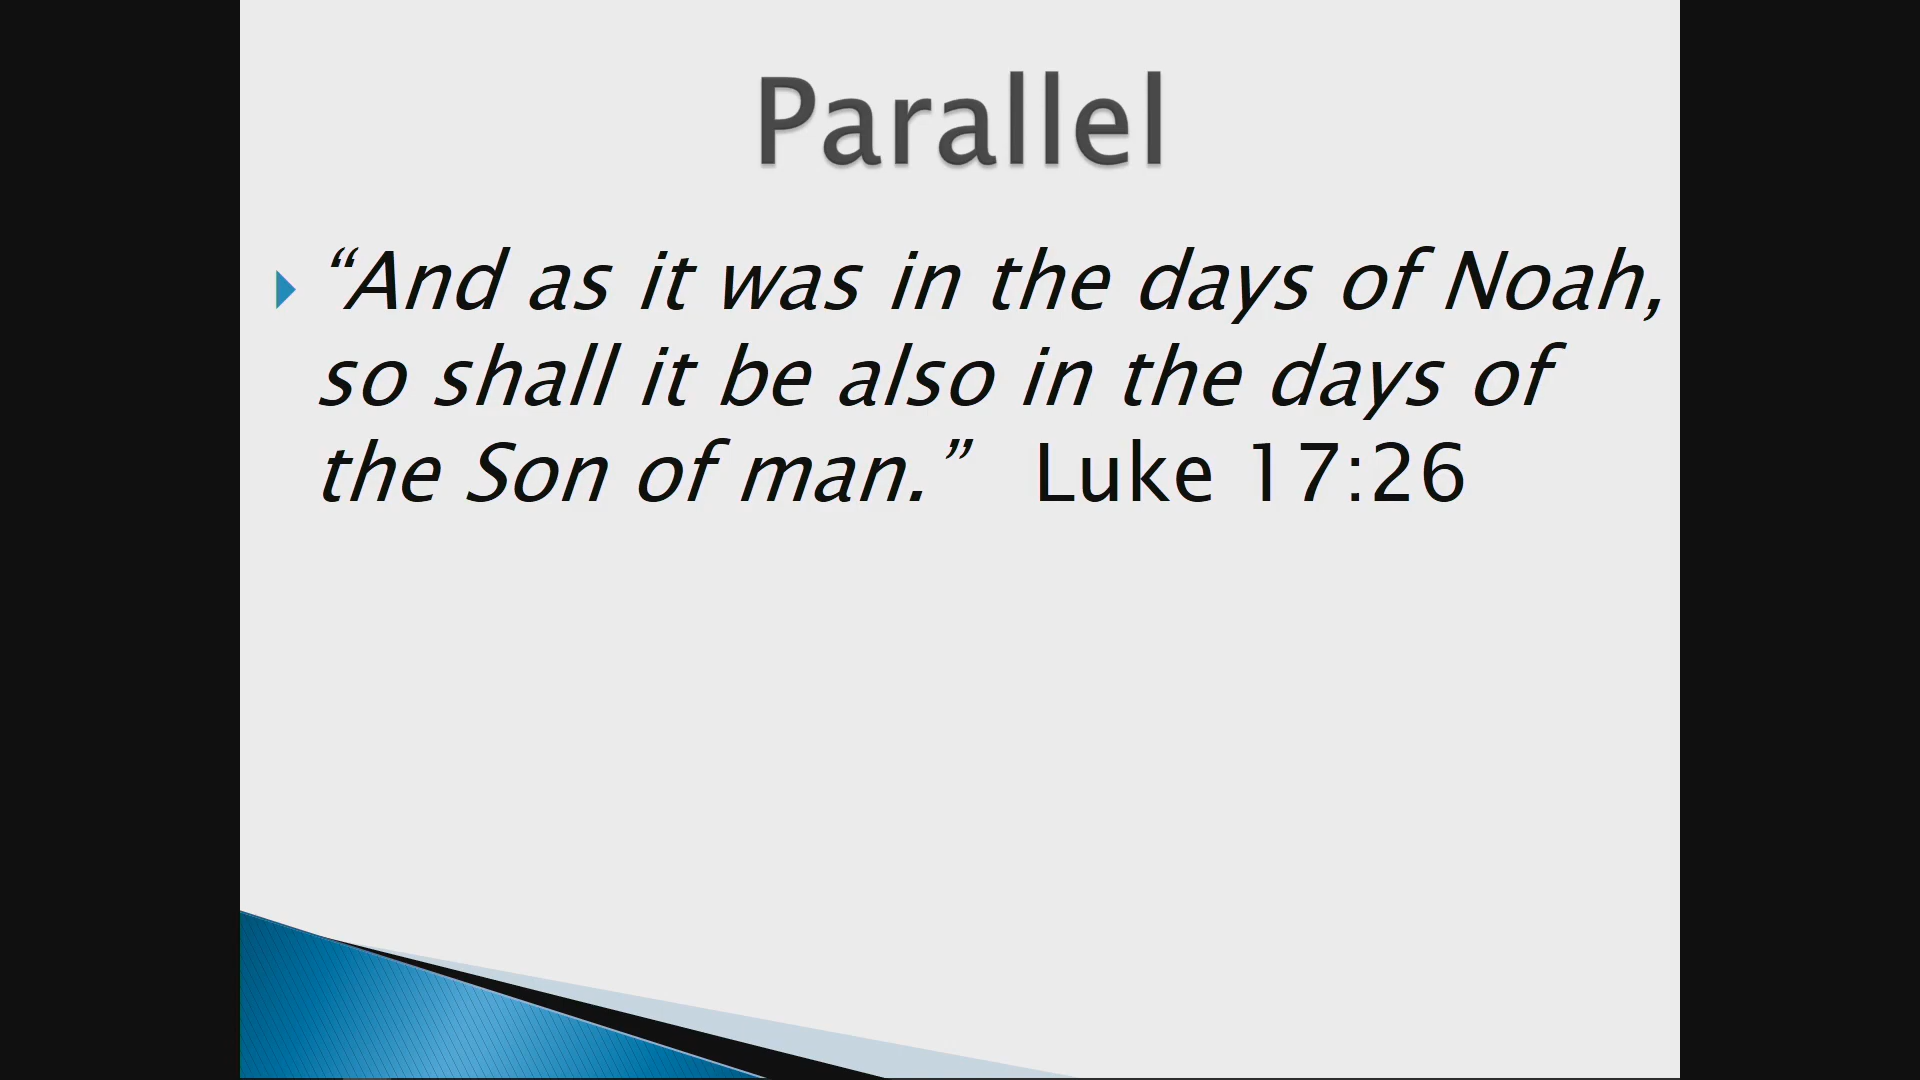 Parallel
“And as it was in the days of Noah,
so shall it be also in the days of
the Son of man.” Luke 17:26